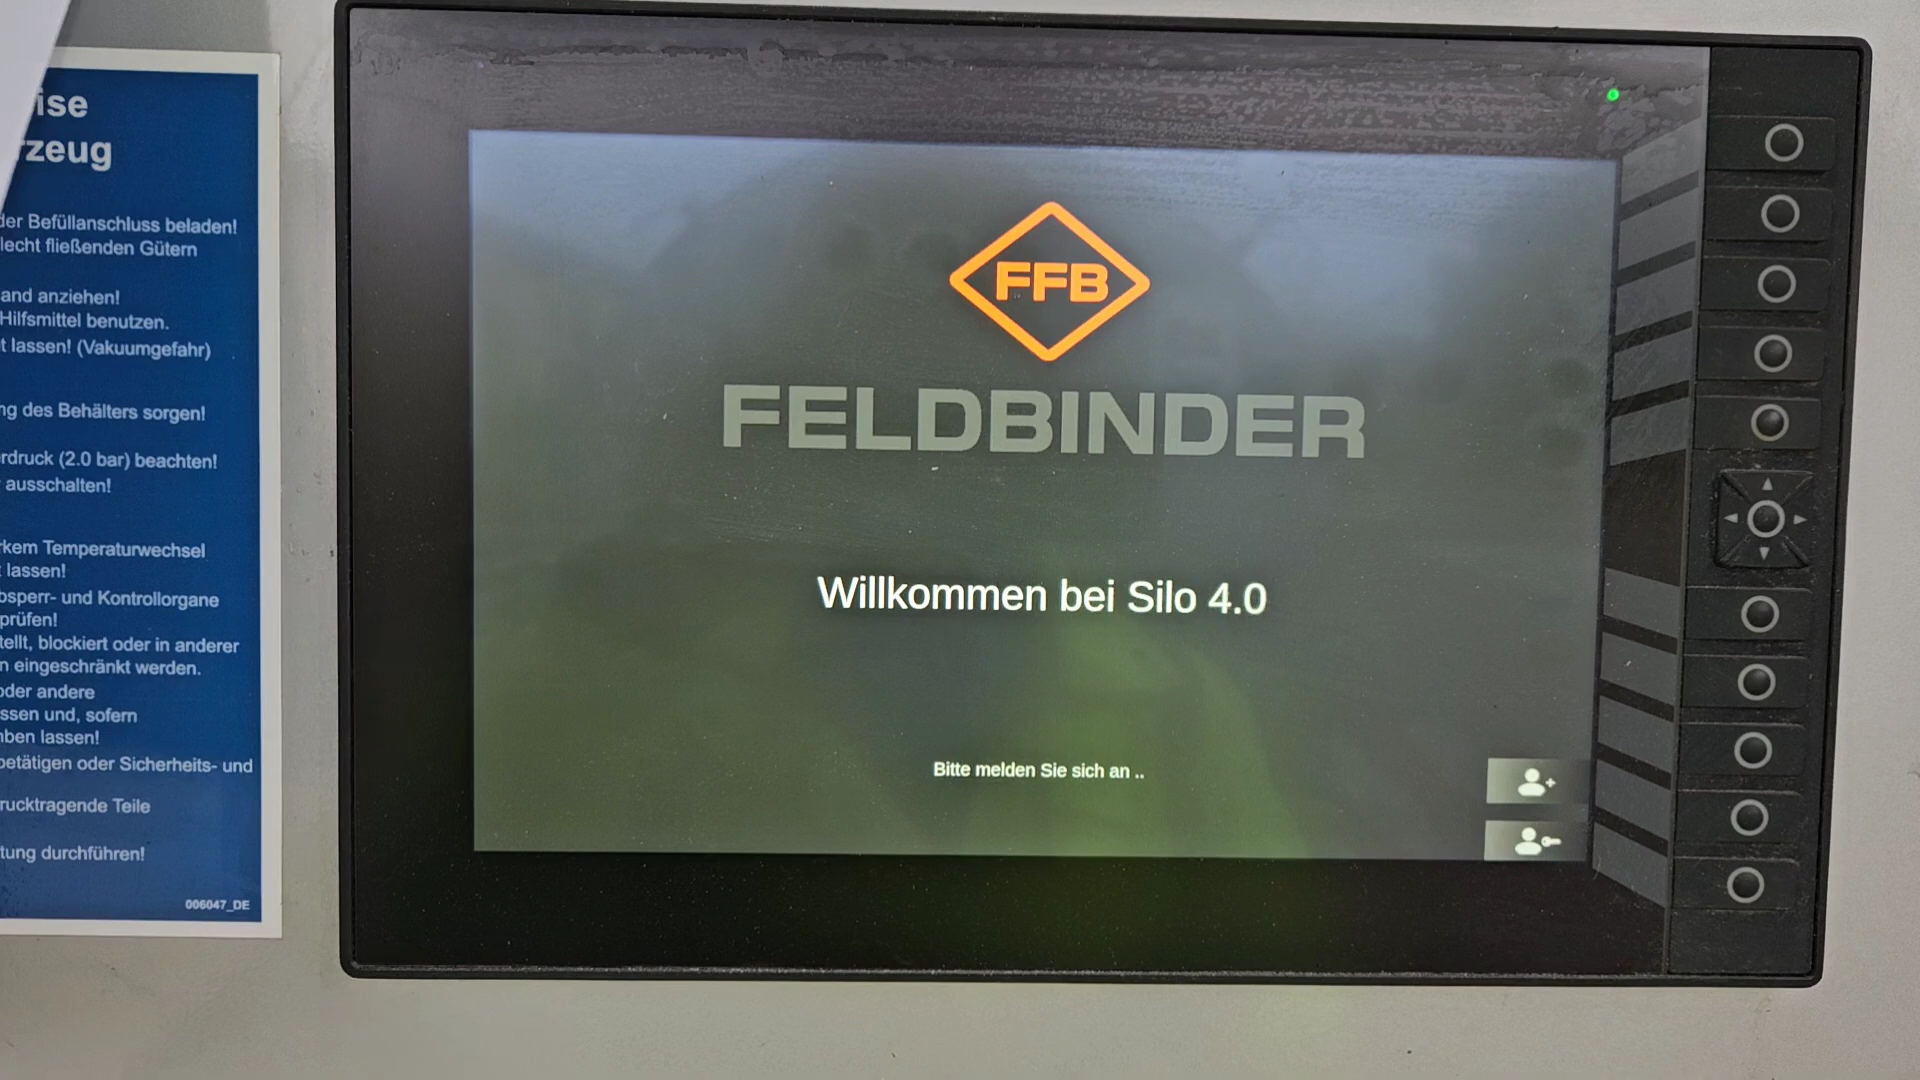 ise
zeug
der Befüllanschluss beladen!
lecht fließenden Gütern
and anziehen!
Hilfsmittel benutzen.
t lassen! (Vakuumgefahr)
ng des Behälters sorgen!
rdruck (2.0 bar) beachten!
ausschalten!
rkem Temperaturwechsel
lassen!
bsperr- und Kontrollorgane
prüfen!
tellt, blockiert oder in anderer
n eingeschränkt werden.
oder andere
ssen und, sofern
ben lassen!
betätigen oder Sicherheits- und
rucktragende Teile
tung durchführen!
006047_DE
FFB
FELDBINDER
Willkommen bei Silo 4.0
Bitte melden Sie sich an ..